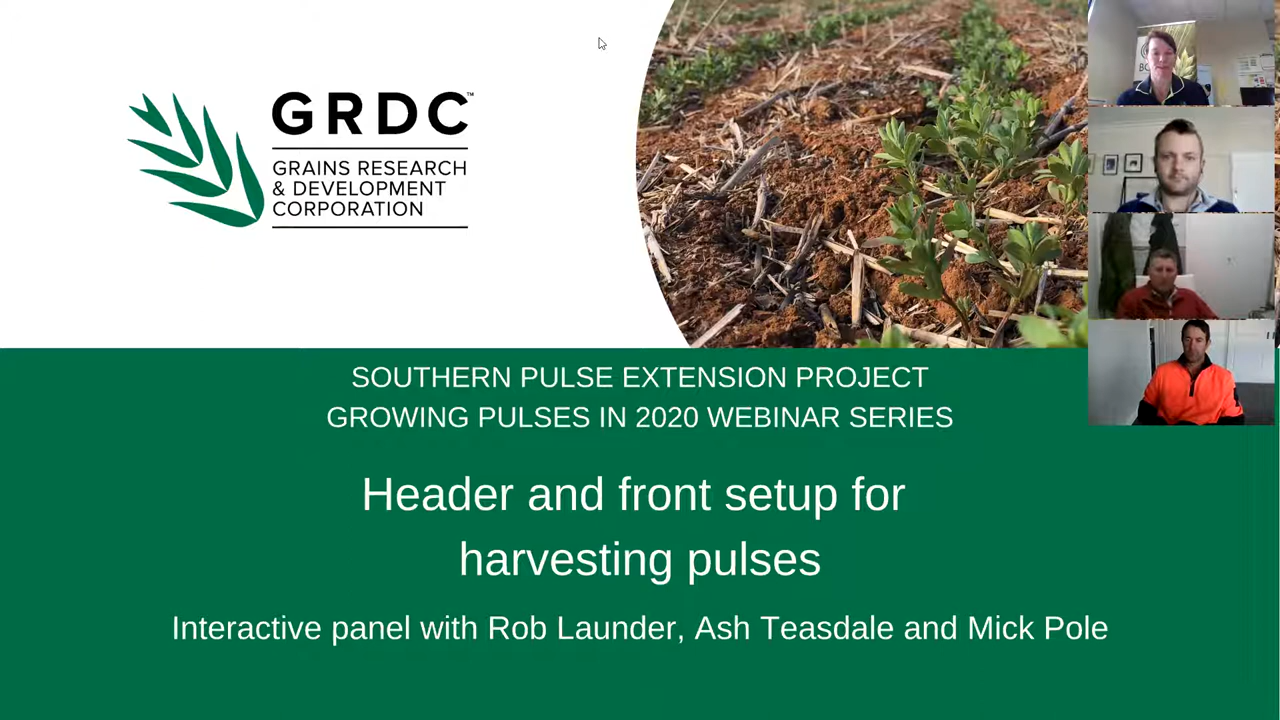 GRDC™
GRAINS RESEARCH
& DEVELOPMENT
CORPORATION
SOUTHERN PULSE EXTENSION PROJECT
GROWING PULSES IN 2020 WEBINAR SERIES
Header and front setup for
harvesting pulses
Interactive panel with Rob Launder, Ash Teasdale and Mick Pole